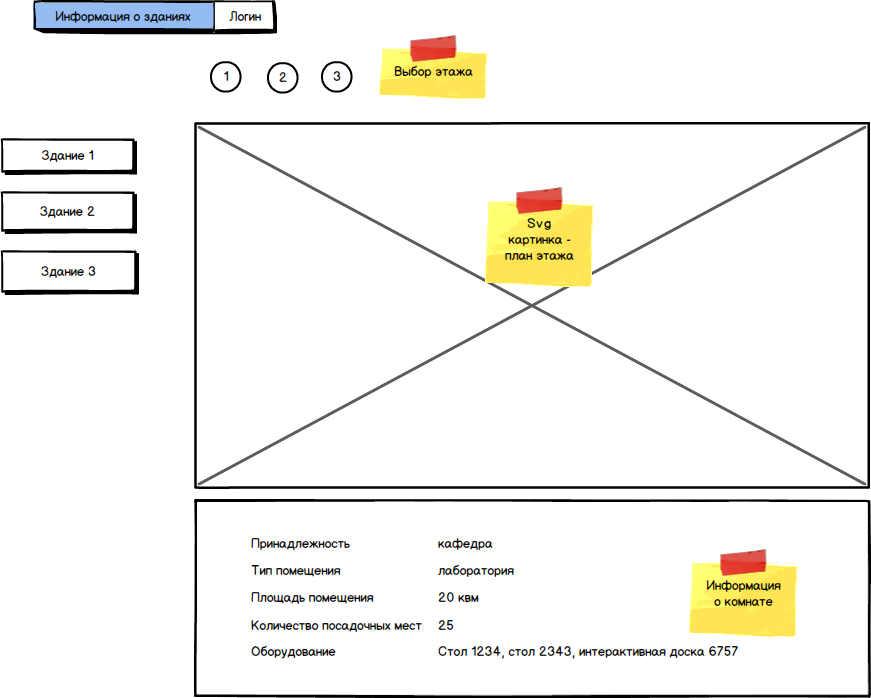 Информация о зданиях Логин
1 2 3 Выбор этажа
Здание 1
Здание 2
Здание 3
Svg
картинка -
план этажа
Принадлежность кафедра
Тип помещения лаборатория
Площадь помещения 20 квм
Количество посадочных мест 25
Оборудование Стол 1234, стол 2343, интерактивная доска 6757
Информация
о комнате